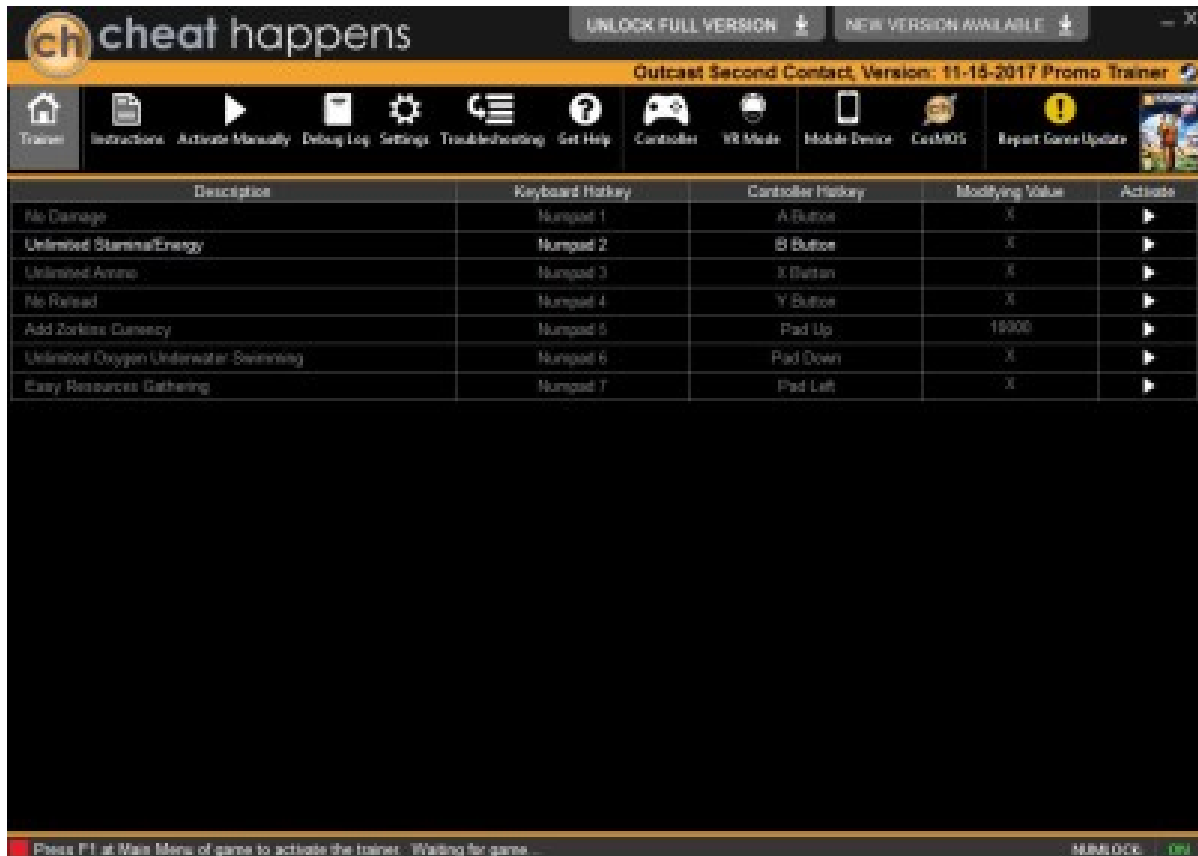 ch cheat happens
UNLOCK FULL VERSION NEW VERSION AVAILABLE X
Outcast Second Contact, Version: 11-15-2017 Promo Trainer
Trainer Instructions Activate Manually Debug Log Settings Troubleshooting Get Help Controller VR Mode Mobile Device CosMOS Report Game Update
Description Keyboard Hotkey Controller Hotkey Modifying Value Activate
No Damage Numpad 1 A Button X
Unlimited Stamina/Energy Numpad 2 B Button X
Unlimited Ammo Numpad 3 X Button X
No Reload Numpad 4 Y Button X
Add Zorkins Currency Numpad 5 Pad Up 10000
Unlimited Oxygen Underwater Swimming Numpad 6 Pad Down X
Easy Resources Gathering Numpad 7 Pad Left X
Press F1 at Main Menu of game to activate the trainer. Waiting for game... NUMLOCK: ON